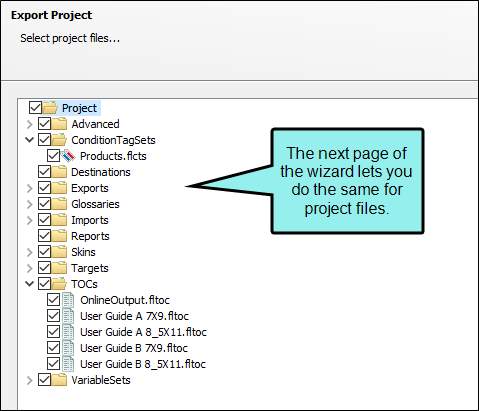 Export Project
Select project files...
Project
Advanced
ConditionTagSets
Products.flcts
Destinations
Exports
Glossaries
Imports
Reports
Skins
Targets
TOCs
OnlineOutput.fltoc
User Guide A 7X9.fltoc
User Guide A 8_5X11.fltoc
User Guide B 7X9.fltoc
User Guide B 8_5X11.fltoc
VariableSets
The next page of
the wizard lets you
do the same for
project files.